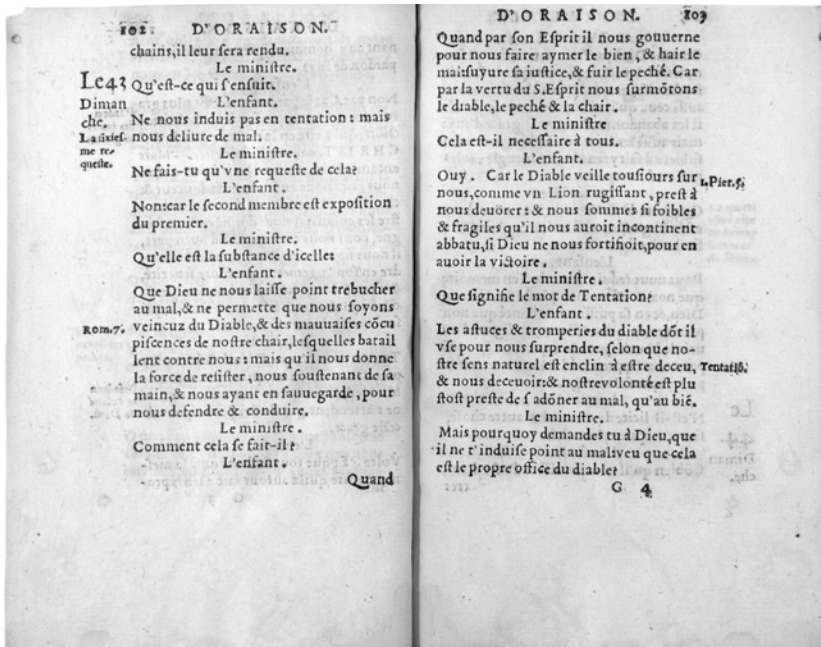 102 D'ORAISON.
chains, il leur ſera rendu.
Le miniſtre.
Le 43
Diman
che.
La ſixieſ-
me re-
queſte.
Qu'eſt-ce qui ſ'enſuit.
L'enfant.
Ne nous induis pas en tentation : mais
nous deliure de mal.
Le miniſtre.
Ne fais-tu qu'vne requeſte de cela?
L'enfant.
Non: car le ſecond membre eſt expoſition
du premier.
Le miniſtre.
Qu'elle eſt la ſubſtance d'icelle:
L'enfant.
Que Dieu ne nous laiſſe point trebucher
au mal, & ne permette que nous ſoyons
Rom. 7.
veincuz du Diable, & des mauuaiſes cõcu
piſcences de noſtre chair, leſquelles batail
lent contre nous : mais qu'il nous donne
la force de reſiſter, nous ſouſtenant de ſa
main, & nous ayant en ſauuegarde, pour
nous defendre & conduire.
Le miniſtre.
Comment cela ſe fait-il?
L'enfant.
Quand
D'ORAISON. 103
Quand par ſon Eſprit il nous gouuerne
pour nous faire aymer le bien, & hair le
mal: ſuyure ſa iuſtice, & fuir le peché. Car
par la vertu du S. Eſprit nous ſurmõtons
le diable, le peché & la chair.
Le miniſtre
Cela eſt-il neceſſaire à tous.
L'enfant.
Ouy. Car le Diable veille touſiours ſur
1. Pier. 5.
nous, comme vn Lion rugiſſant, preſt à
nous deuorer : & nous ſommes ſi foibles
& fragiles qu'il nous auroit incontinent
abbatu, ſi Dieu ne nous fortifioit, pour en
auoir la victoire.
Le miniſtre.
Que ſignifie le mot de Tentation?
L'enfant.
Les aſtuces & tromperies du diable dõt il
vſe pour nous ſurprendre, ſelon que no-
ſtre ſens naturel eſt enclin à eſtre deceu,
Tentatiõ.
& nous deceuoir: & noſtre volonté eſt plu
ſtoſt preſte de ſ'adõner au mal, qu'au biẽ.
Le miniſtre.
Mais pourquoy demandes tu à Dieu, que
il ne t'induiſe point au mal: veu que cela
eſt le propre office du diable?
G 4